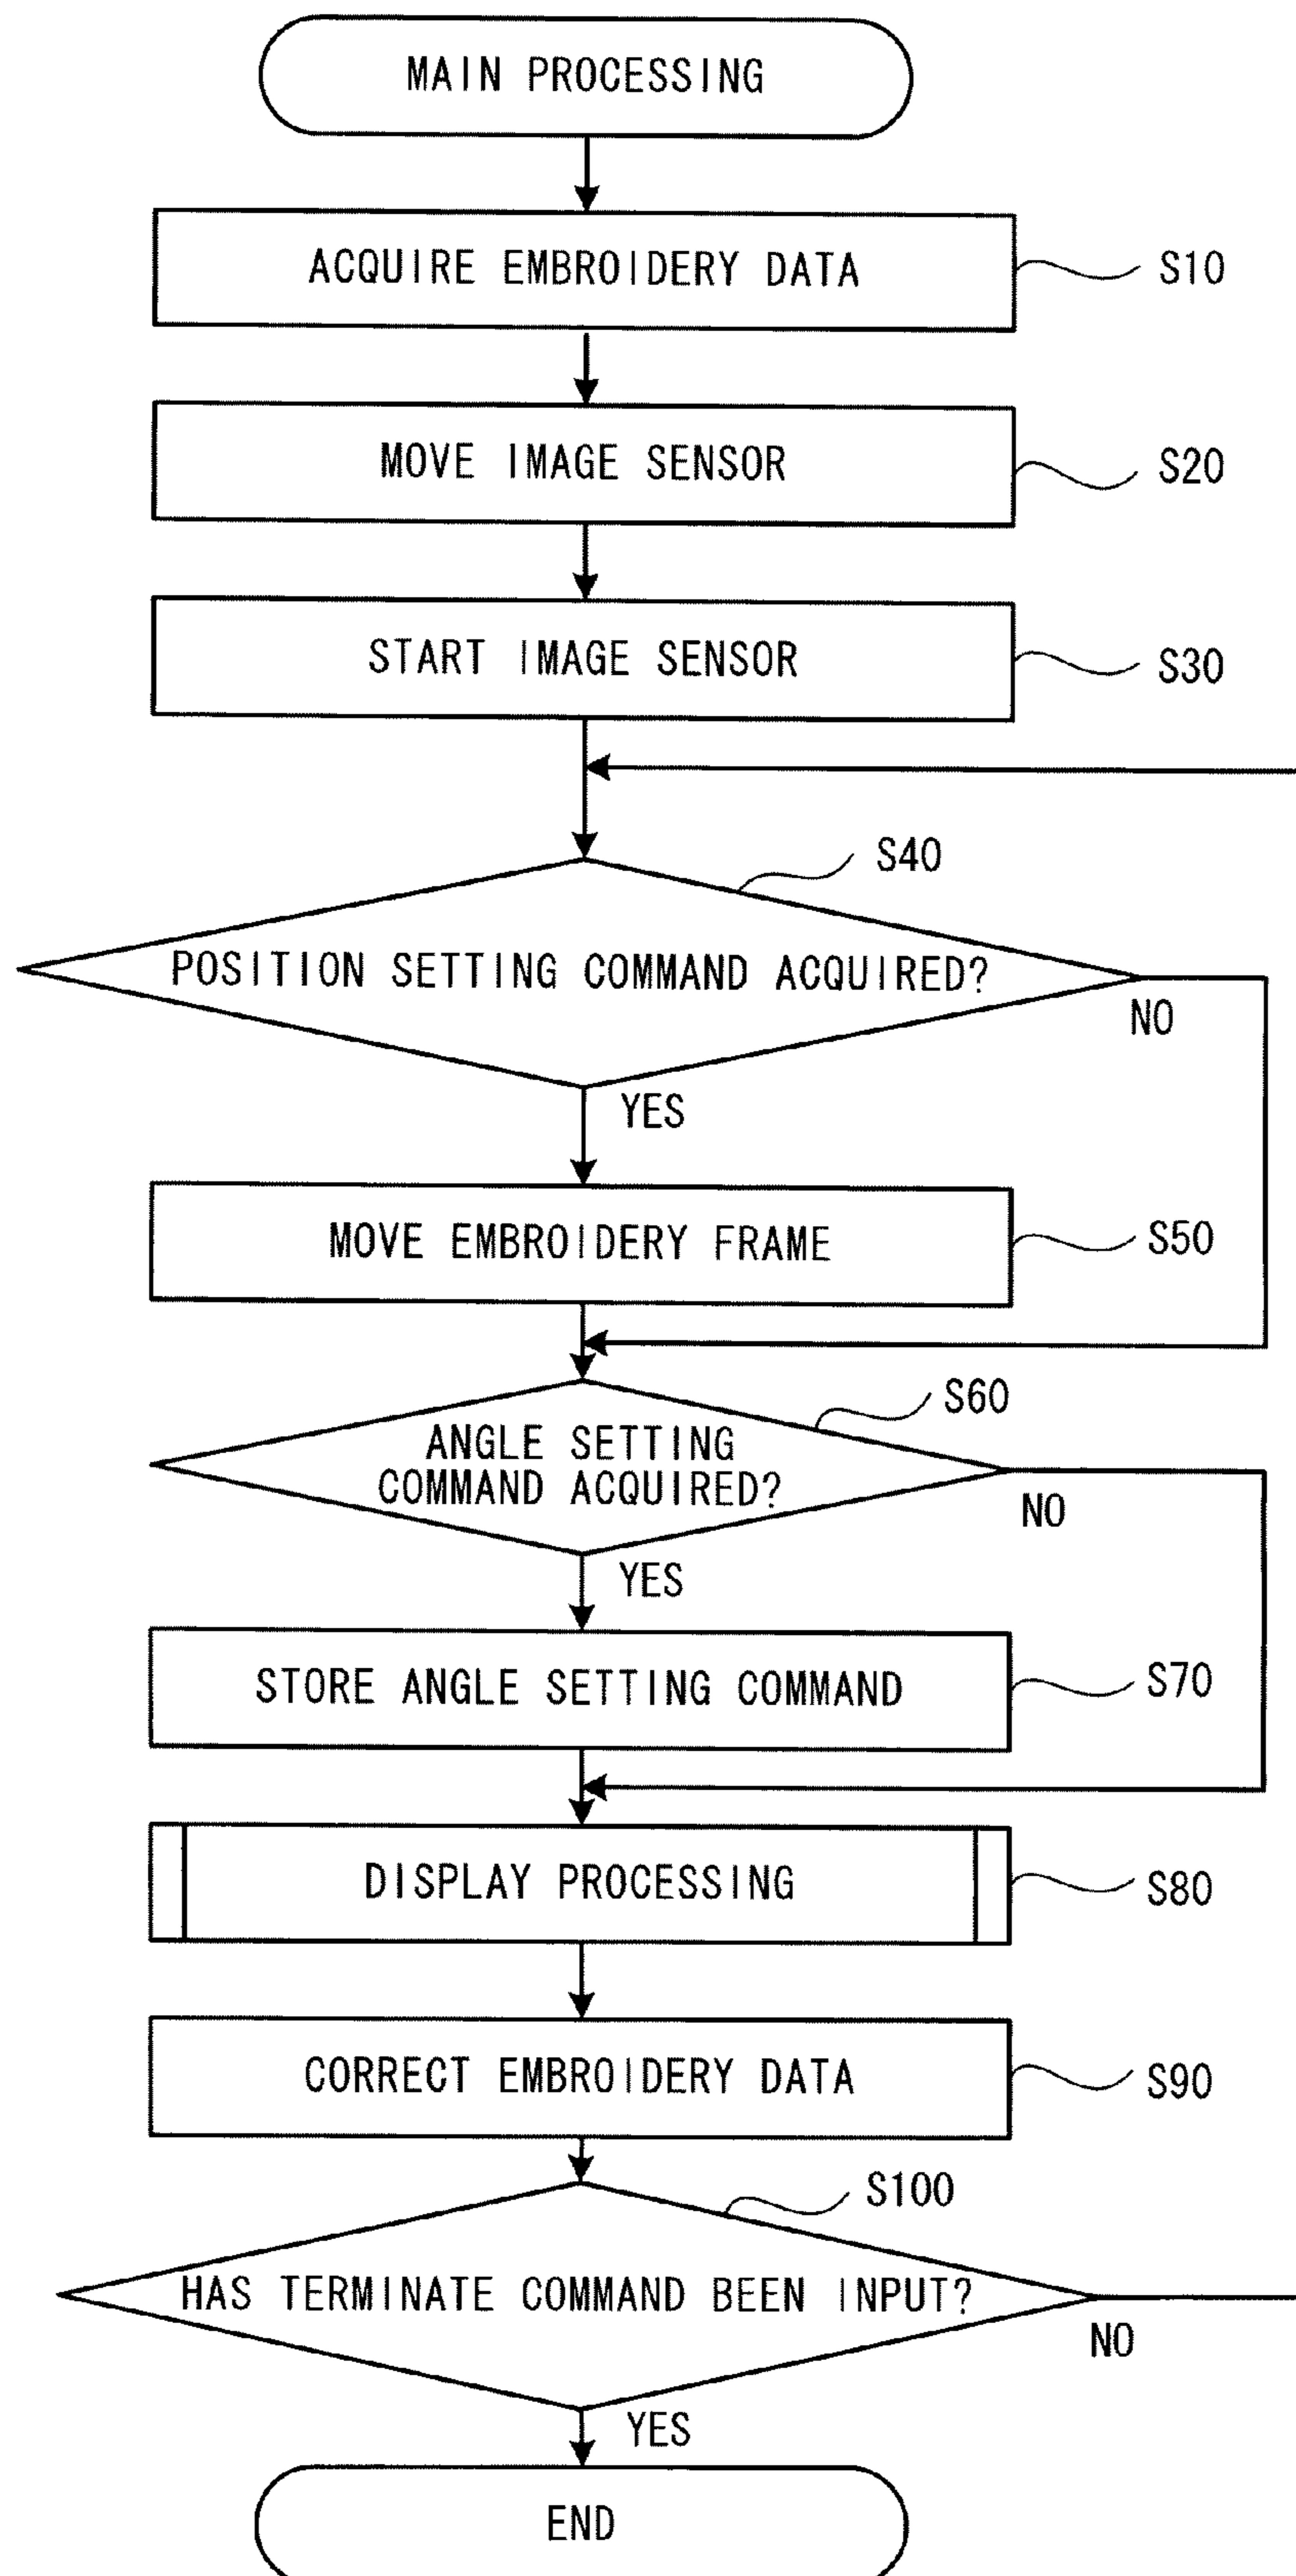 MAIN PROCESSING
ACQUIRE EMBROIDERY DATA
S10
MOVE IMAGE SENSOR
S20
START IMAGE SENSOR
S30
S40
POSITION SETTING COMMAND ACQUIRED?
NO
YES
MOVE EMBROIDERY FRAME
S50
S60
ANGLE SETTING
COMMAND ACQUIRED?
NO
YES
STORE ANGLE SETTING COMMAND
S70
DISPLAY PROCESSING
S80
CORRECT EMBROIDERY DATA
S90
S100
HAS TERMINATE COMMAND BEEN INPUT?
NO
YES
END